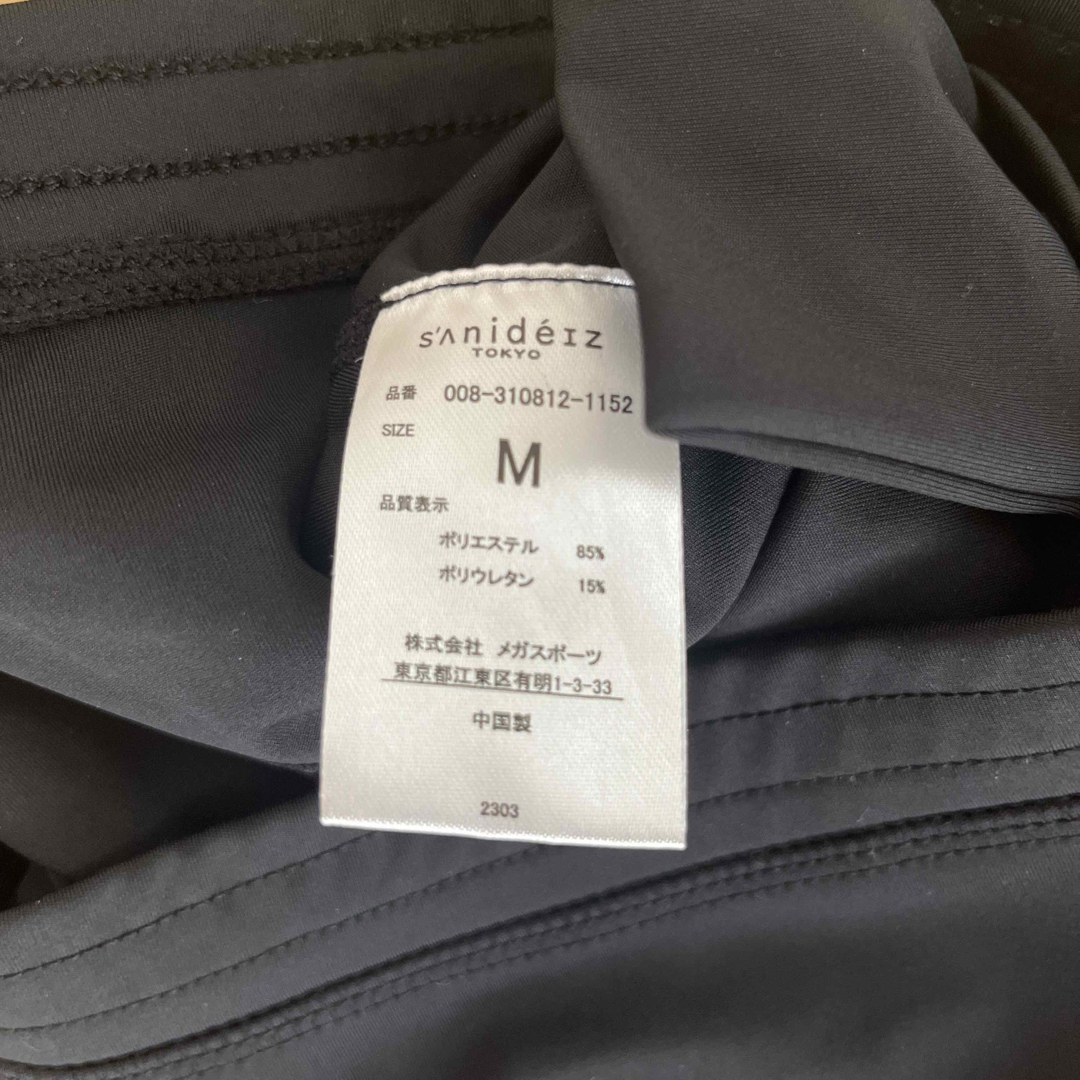 s'ʌnidéız
TOKYO
品番 008-310812-1152
SIZE
M
品質表示
ポリエステル 85%
ポリウレタン 15%
株式会社 メガスポーツ
東京都江東区有明1-3-33
中国製
2303